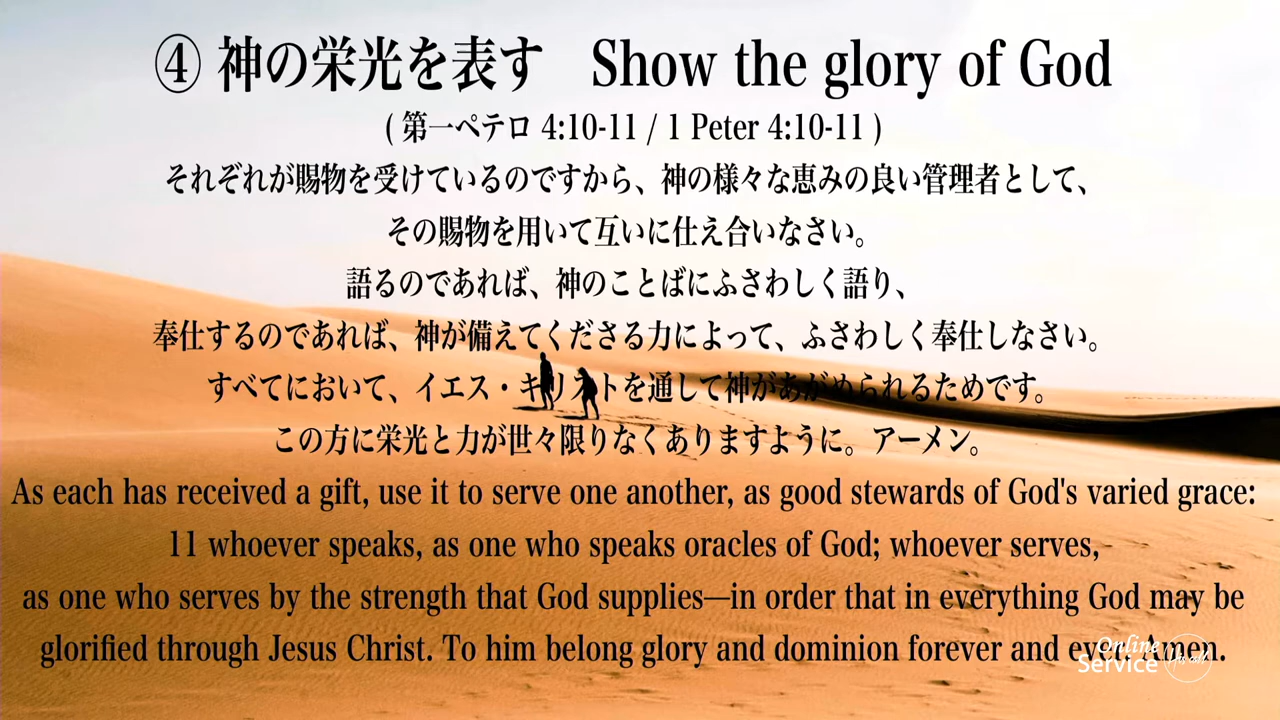 ④ 神の栄光を表す Show the glory of God
( 第一ペテロ 4:10-11 / 1 Peter 4:10-11 )
それぞれが賜物を受けているのですから、神の様々な恵みの良い管理者として、
その賜物を用いて互いに仕え合いなさい。
語るのであれば、神のことばにふさわしく語り、
奉仕するのであれば、神が備えてくださる力によって、ふさわしく奉仕しなさい。
すべてにおいて、イエス・キリストを通して神があがめられるためです。
この方に栄光と力が世々限りなくありますように。アーメン。
As each has received a gift, use it to serve one another, as good stewards of God's varied grace:
11 whoever speaks, as one who speaks oracles of God; whoever serves,
as one who serves by the strength that God supplies—in order that in everything God may be
glorified through Jesus Christ. To him belong glory and dominion forever and ever. Amen.
Online
Service